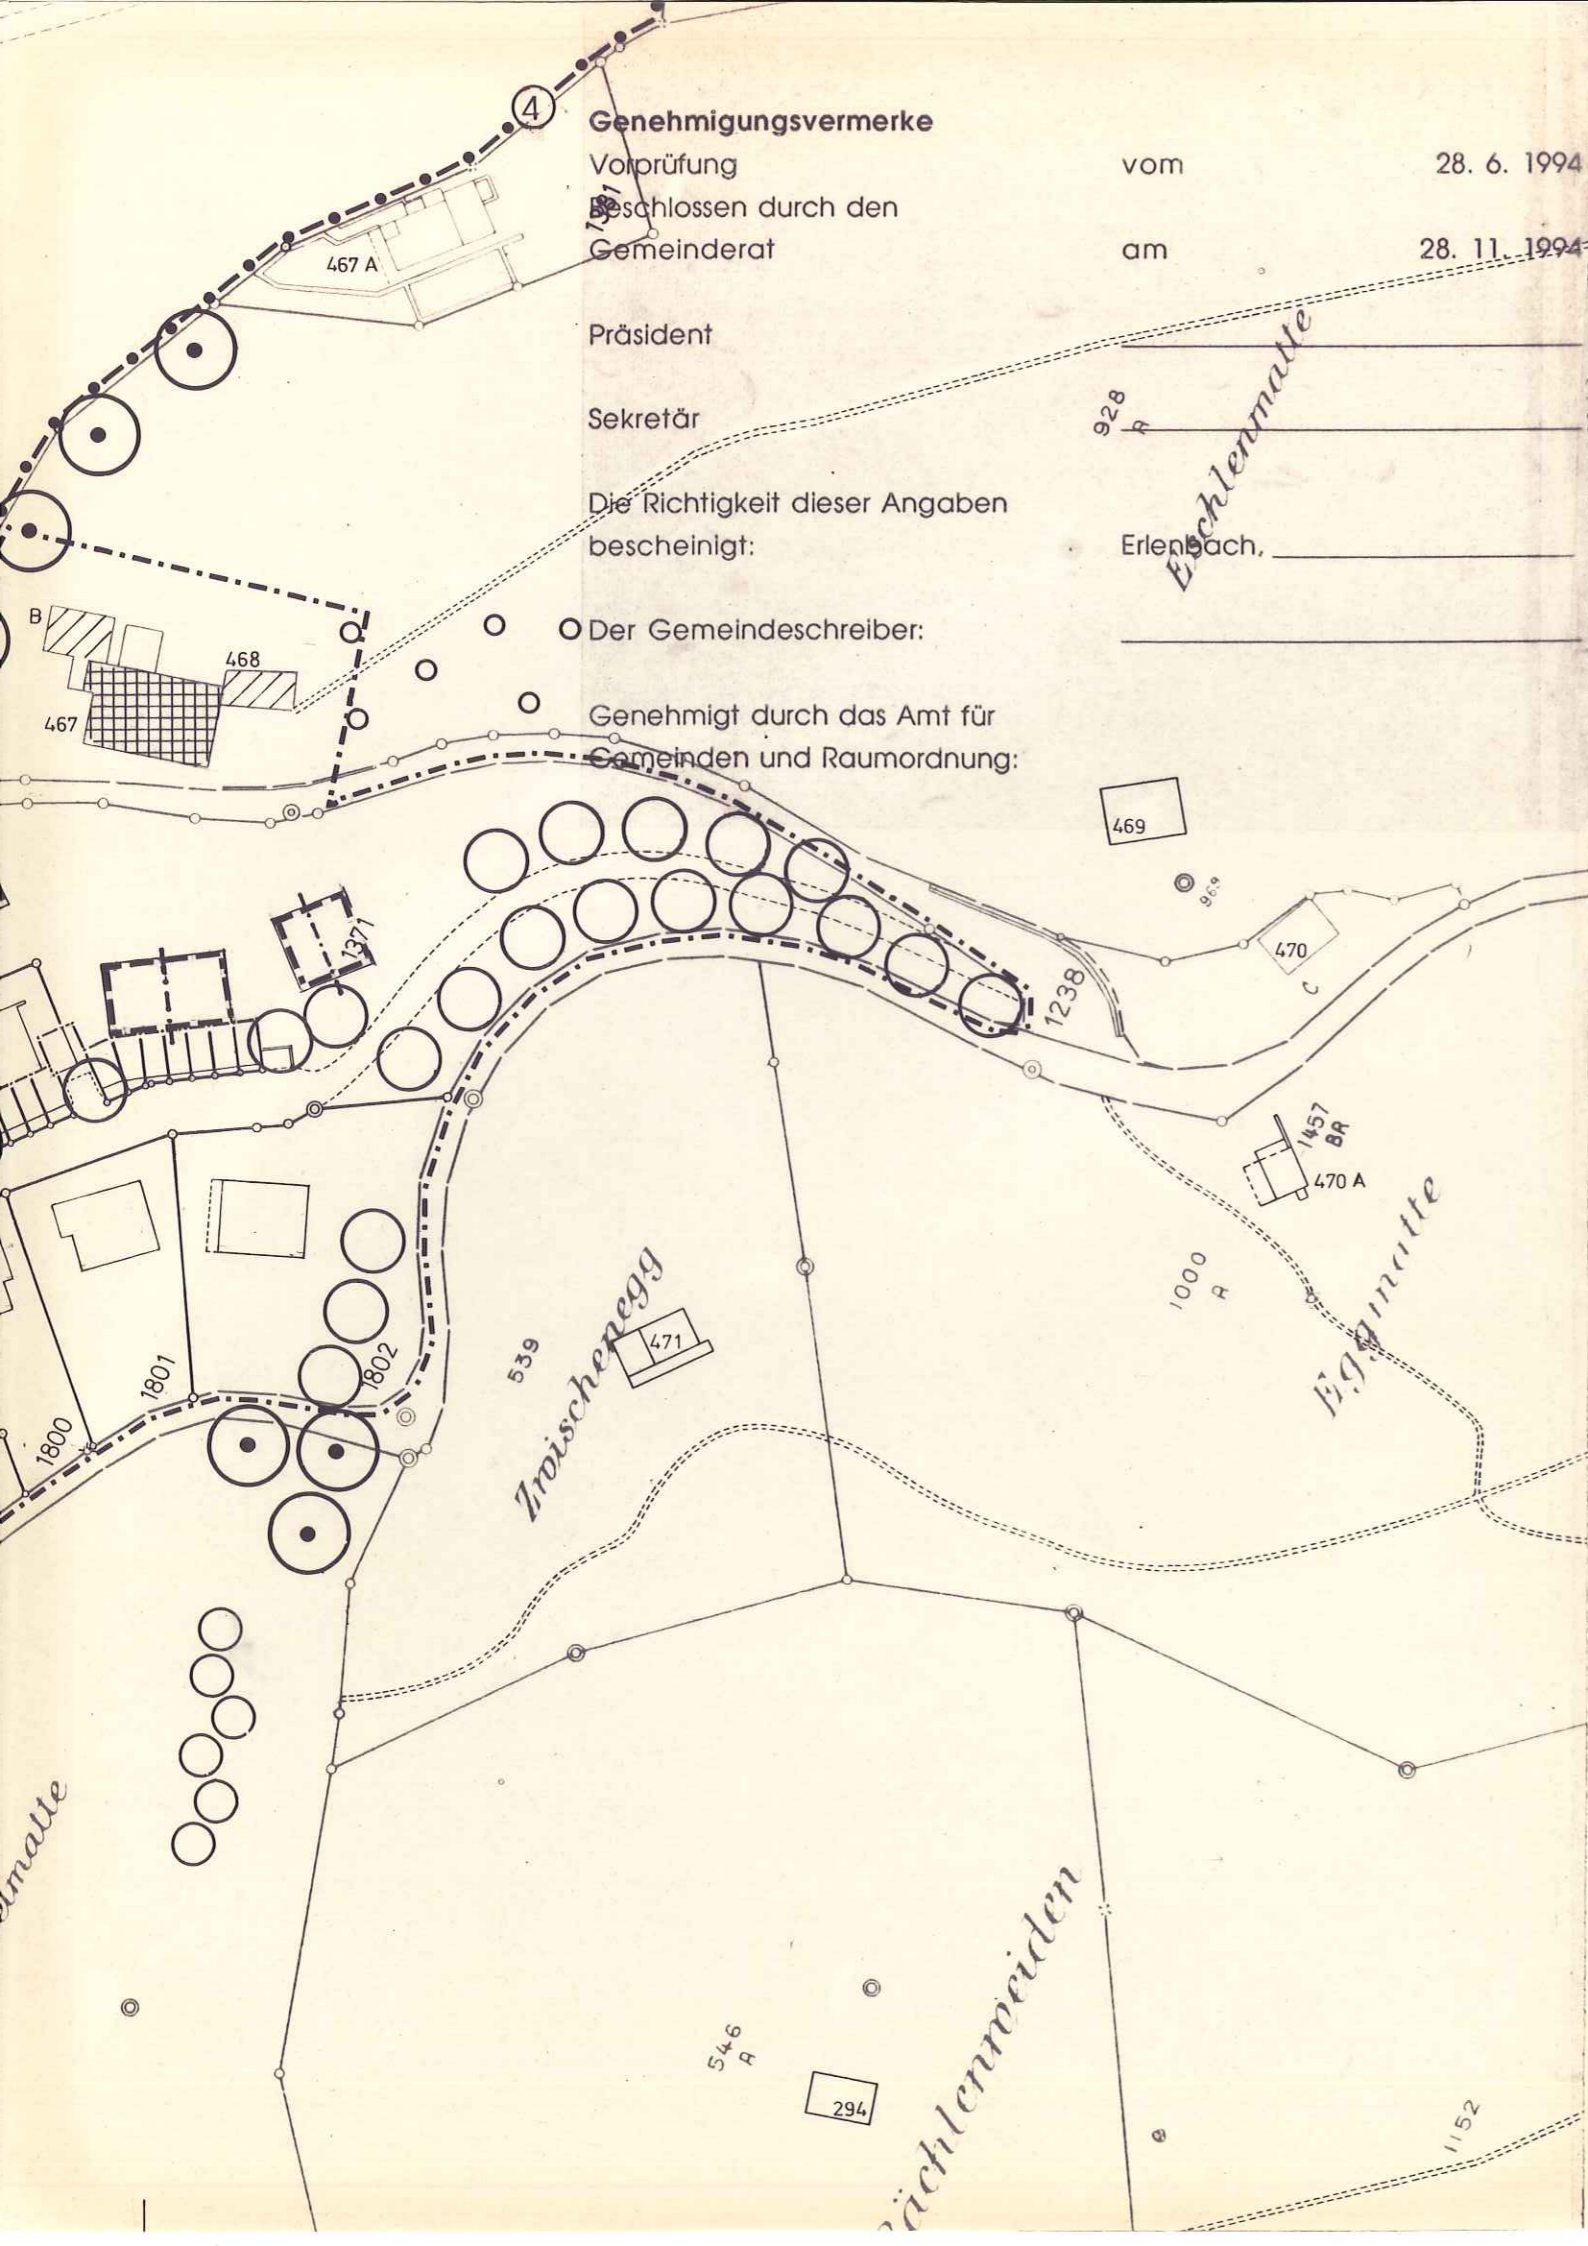 4
Genehmigungsvermerke
Vorprüfung vom 28. 6. 1994
Beschlossen durch den
Gemeinderat am 28. 11. 1994
Präsident
Sekretär
Die Richtigkeit dieser Angaben
bescheinigt: Erlenbach,
Der Gemeindeschreiber:
Genehmigt durch das Amt für
Gemeinden und Raumordnung:
467 A
928
A
Eschlenmatte
B
468
467
469
969
470
C
1371
1238
1457
BR
470 A
1000
A
Eggmatte
539
Zwischenegg
471
1802
1801
1800
546
A
294
1152